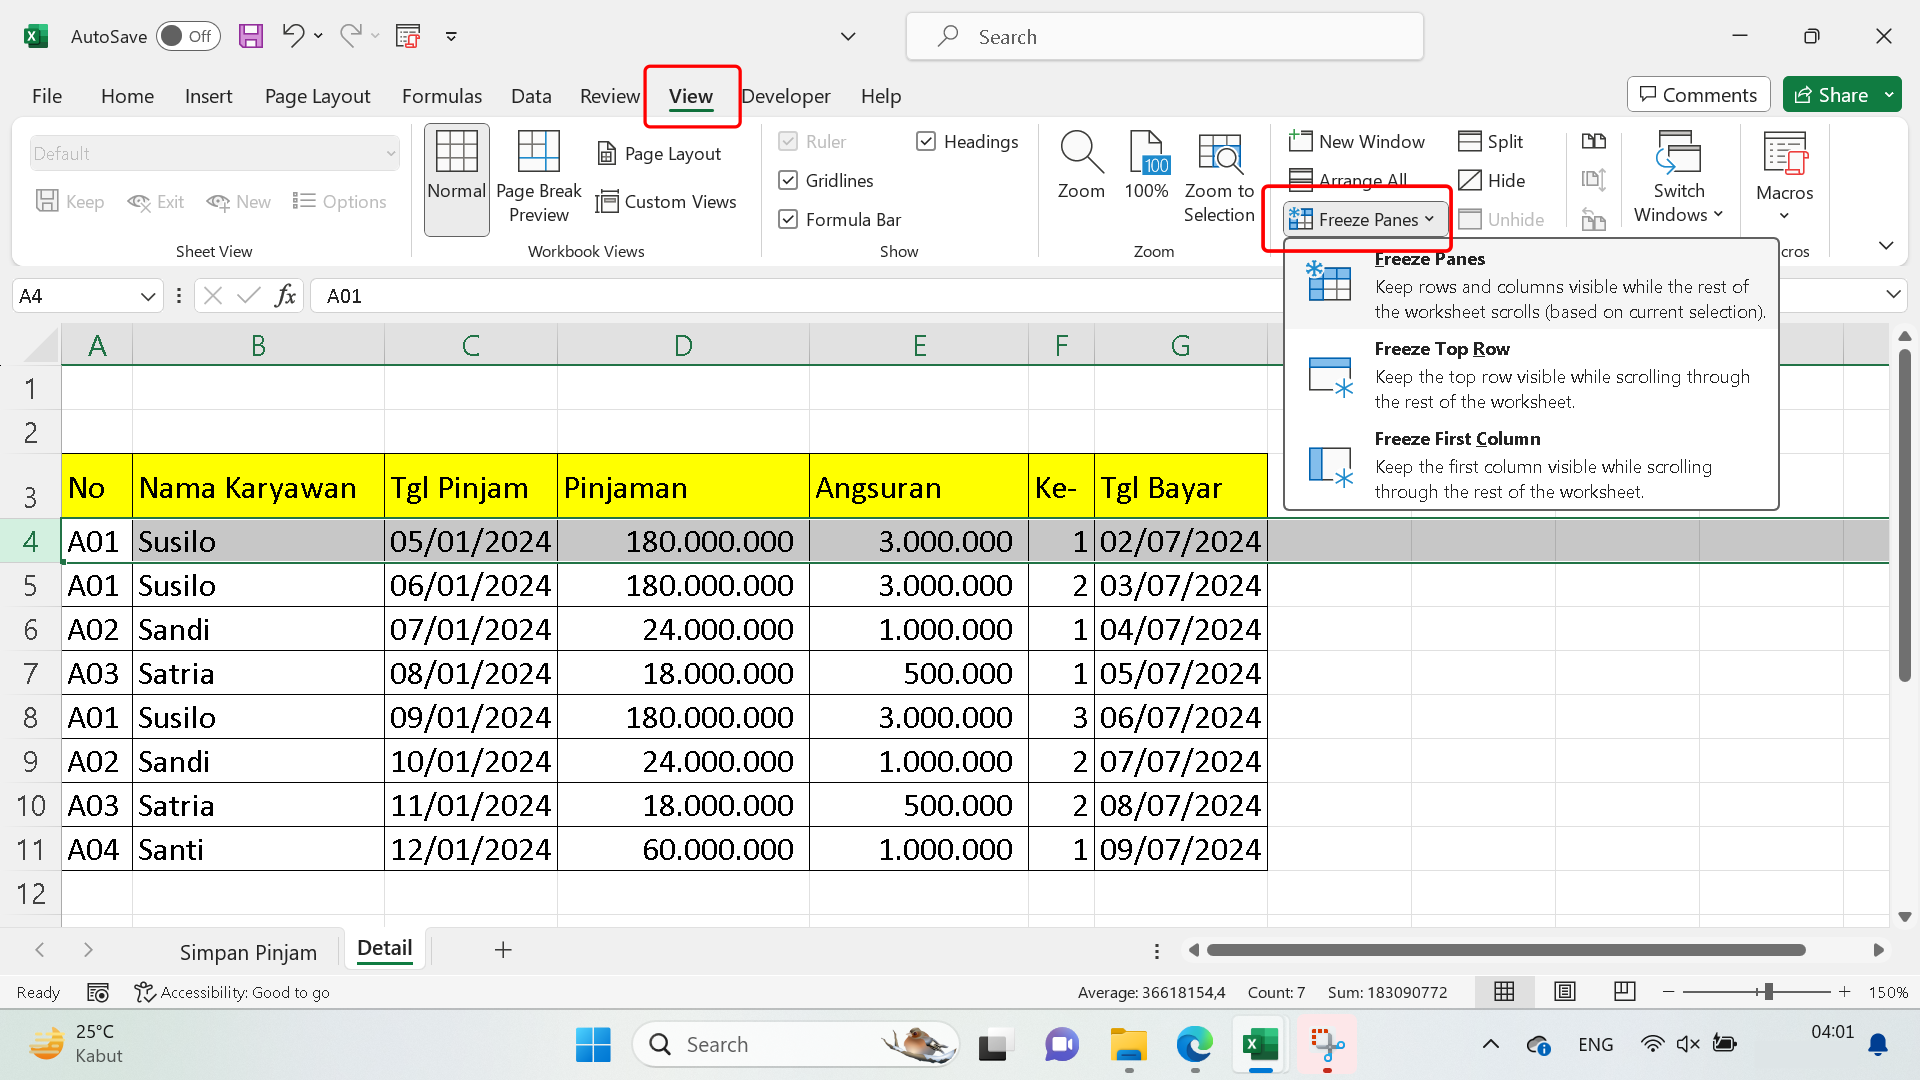 AutoSave Off
Search
File Home Insert Page Layout Formulas Data Review View Developer Help
Comments Share
Default
Keep Exit New Options
Sheet View
Normal
Page Break
Preview
Page Layout
Custom Views
Workbook Views
Ruler Headings
Gridlines
Formula Bar
Show
Zoom 100% Zoom to
Selection
Zoom
New Window
Arrange All
Freeze Panes
Split
Hide
Unhide
Switch
Windows
Macros
cros
Freeze Panes
Keep rows and columns visible while the rest of
the worksheet scrolls (based on current selection).
Freeze Top Row
Keep the top row visible while scrolling through
the rest of the worksheet.
Freeze First Column
Keep the first column visible while scrolling
through the rest of the worksheet.
A4 fx A01
A B C D E F G
1
2
3 No Nama Karyawan Tgl Pinjam Pinjaman Angsuran Ke- Tgl Bayar
4 A01 Susilo 05/01/2024 180.000.000 3.000.000 1 02/07/2024
5 A01 Susilo 06/01/2024 180.000.000 3.000.000 2 03/07/2024
6 A02 Sandi 07/01/2024 24.000.000 1.000.000 1 04/07/2024
7 A03 Satria 08/01/2024 18.000.000 500.000 1 05/07/2024
8 A01 Susilo 09/01/2024 180.000.000 3.000.000 3 06/07/2024
9 A02 Sandi 10/01/2024 24.000.000 1.000.000 2 07/07/2024
10 A03 Satria 11/01/2024 18.000.000 500.000 2 08/07/2024
11 A04 Santi 12/01/2024 60.000.000 1.000.000 1 09/07/2024
12
Simpan Pinjam Detail
Ready Accessibility: Good to go Average: 36618154,4 Count: 7 Sum: 183090772 150%
25°C
Kabut
Search
ENG
04:01